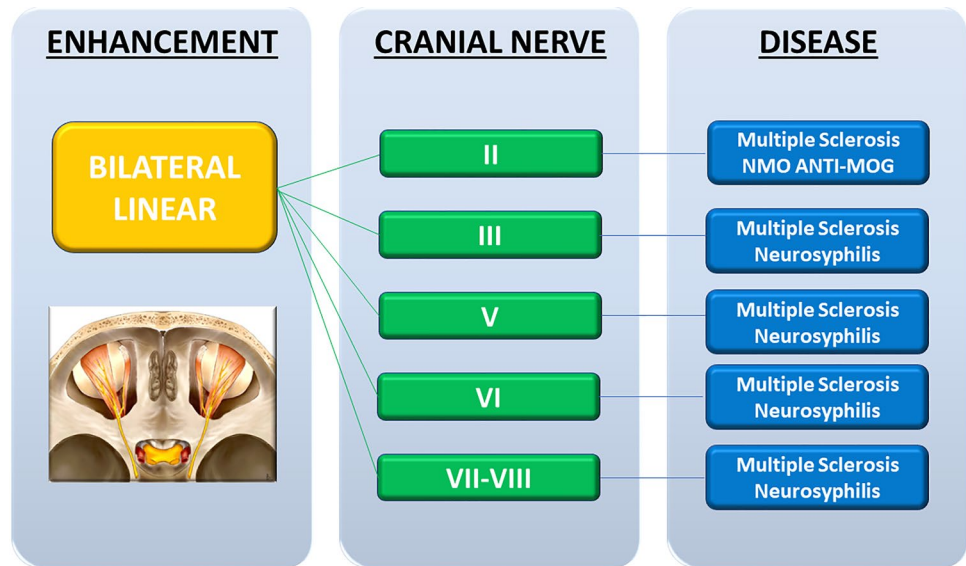 ENHANCEMENT
CRANIAL NERVE
DISEASE
BILATERAL
LINEAR
II
Multiple Sclerosis
NMO ANTI-MOG
III
Multiple Sclerosis
Neurosyphilis
V
Multiple Sclerosis
Neurosyphilis
VI
Multiple Sclerosis
Neurosyphilis
VII-VIII
Multiple Sclerosis
Neurosyphilis